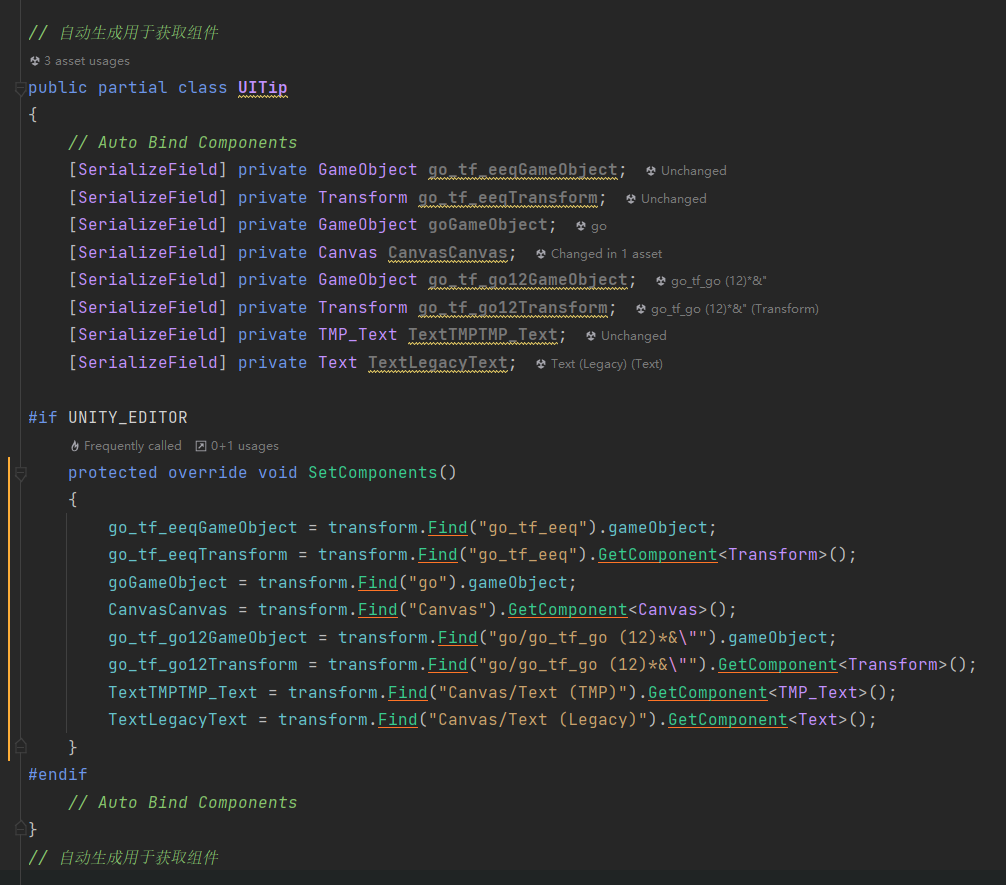 // 自动生成用于获取组件
3 asset usages
public partial class UITip
{
// Auto Bind Components
[SerializeField] private GameObject go_tf_eeqGameObject; Unchanged
[SerializeField] private Transform go_tf_eeqTransform; Unchanged
[SerializeField] private GameObject goGameObject; go
[SerializeField] private Canvas CanvasCanvas; Changed in 1 asset
[SerializeField] private GameObject go_tf_go12GameObject; go_tf_go (12)*&"
[SerializeField] private Transform go_tf_go12Transform; go_tf_go (12)*&" (Transform)
[SerializeField] private TMP_Text TextTMPTMP_Text; Unchanged
[SerializeField] private Text TextLegacyText; Text (Legacy) (Text)
#if UNITY_EDITOR
Frequently called 0+1 usages
protected override void SetComponents()
{
go_tf_eeqGameObject = transform.Find("go_tf_eeq").gameObject;
go_tf_eeqTransform = transform.Find("go_tf_eeq").GetComponent<Transform>();
goGameObject = transform.Find("go").gameObject;
CanvasCanvas = transform.Find("Canvas").GetComponent<Canvas>();
go_tf_go12GameObject = transform.Find("go/go_tf_go (12)*&\"").gameObject;
go_tf_go12Transform = transform.Find("go/go_tf_go (12)*&\"").GetComponent<Transform>();
TextTMPTMP_Text = transform.Find("Canvas/Text (TMP)").GetComponent<TMP_Text>();
TextLegacyText = transform.Find("Canvas/Text (Legacy)").GetComponent<Text>();
}
#endif
// Auto Bind Components
}
// 自动生成用于获取组件